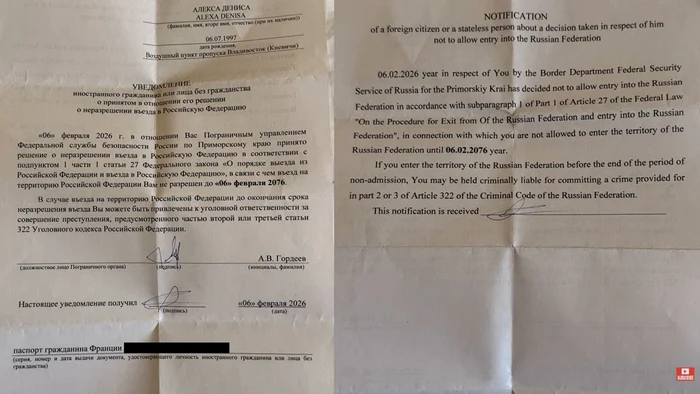 АЛЕКСА ДЕНИСА
ALEXA DENISA
(фамилия, имя, второе имя, отчество (при их наличии))
06.07.1997
дата рождения,
Воздушный пункт пропуска Владивосток (Кневичи)
УВЕДОМЛЕНИЕ
иностранного гражданина или лица без гражданства
о принятом в отношении его решении
о неразрешении въезда в Российскую Федерацию
«06» февраля 2026 г. в отношении Вас Пограничным управлением
Федеральной службы безопасности России по Приморскому краю принято
решение о неразрешении въезда в Российскую Федерацию в соответствии с
подпунктом 1 части 1 статьи 27 Федерального закона «О порядке выезда из
Российской Федерации и въезда в Российскую Федерацию», в связи с чем въезд на
территорию Российской Федерации Вам не разрешен до «06» февраля 2076.
В случае въезда на территорию Российской Федерации до окончания срока
неразрешения въезда Вы можете быть привлечены к уголовной ответственности за
совершение преступления, предусмотренного частью второй или третьей статьи
322 Уголовного кодекса Российской Федерации.
А.В. Гордеев
(должностное лицо Пограничного органа) (подпись) (инициалы, фамилия)
Настоящее уведомление получил «06» февраля 2026
(подпись) (дата)
паспорт гражданина Франции
(серия, номер и дата выдачи документа, удостоверяющего личность иностранного гражданина или лица без
гражданства)
NOTIFICATION
of a foreign citizen or a stateless person about a decision taken in respect of him
not to allow entry into the Russian Federation
06.02.2026 year in respect of You by the Border Department Federal Security
Service of Russia for the Primorskiy Krai has decided not to allow entry into the Russian
Federation in accordance with subparagraph 1 of Part 1 of Article 27 of the Federal Law
"On the Procedure for Exit from Of the Russian Federation and entry into the Russian
Federation", in connection with which you are not allowed to enter the territory of the
Russian Federation until 06.02.2076 year.
If you enter the territory of the Russian Federation before the end of the period of
non-admission, You may be held criminally liable for committing a crime provided for
in part 2 or 3 of Article 322 of the Criminal Code of the Russian Federation.
This notification is received